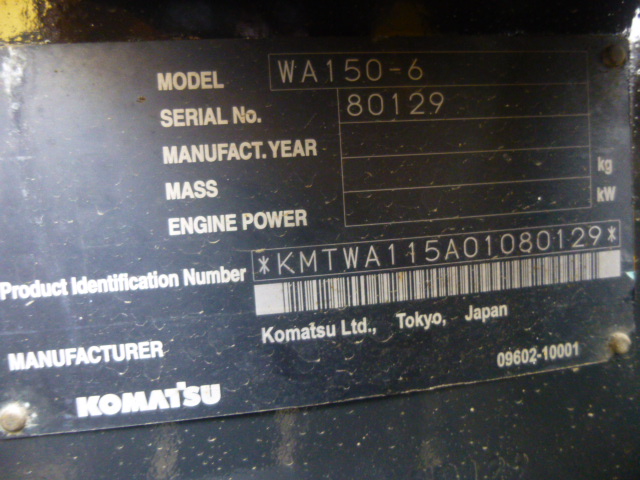 MODEL WA150-6
SERIAL No. 80129
MANUFACT. YEAR
MASS kg
ENGINE POWER kW
Product Identification Number *KMTWA115A01080129*
Komatsu Ltd., Tokyo, Japan
MANUFACTURER
09602-10001
KOMATSU